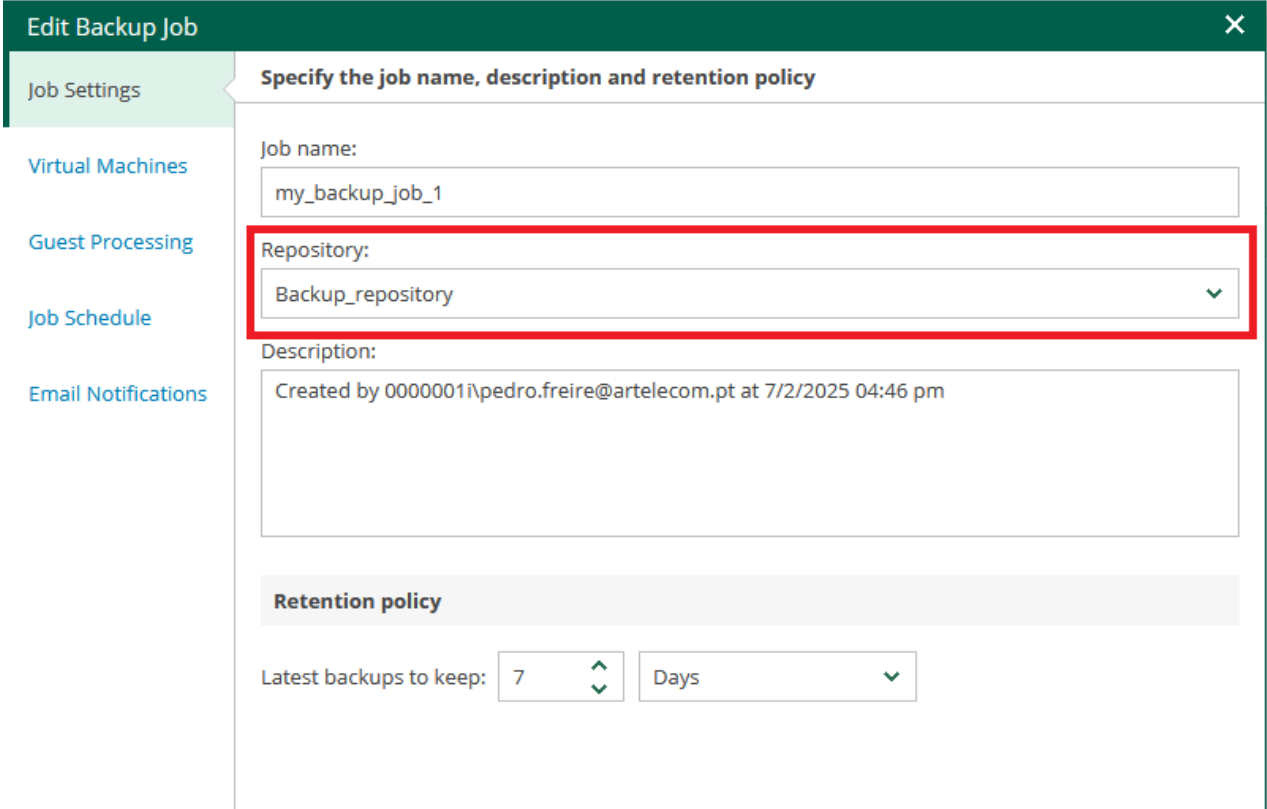 Edit Backup Job
Job Settings
Specify the job name, description and retention policy
Virtual Machines
Guest Processing
Job Schedule
Email Notifications
Job name:
my_backup_job_1
Repository:
Backup_repository
Description:
Created by 0000001i\pedro.freire@artelecom.pt at 7/2/2025 04:46 pm
Retention policy
Latest backups to keep: 7 Days